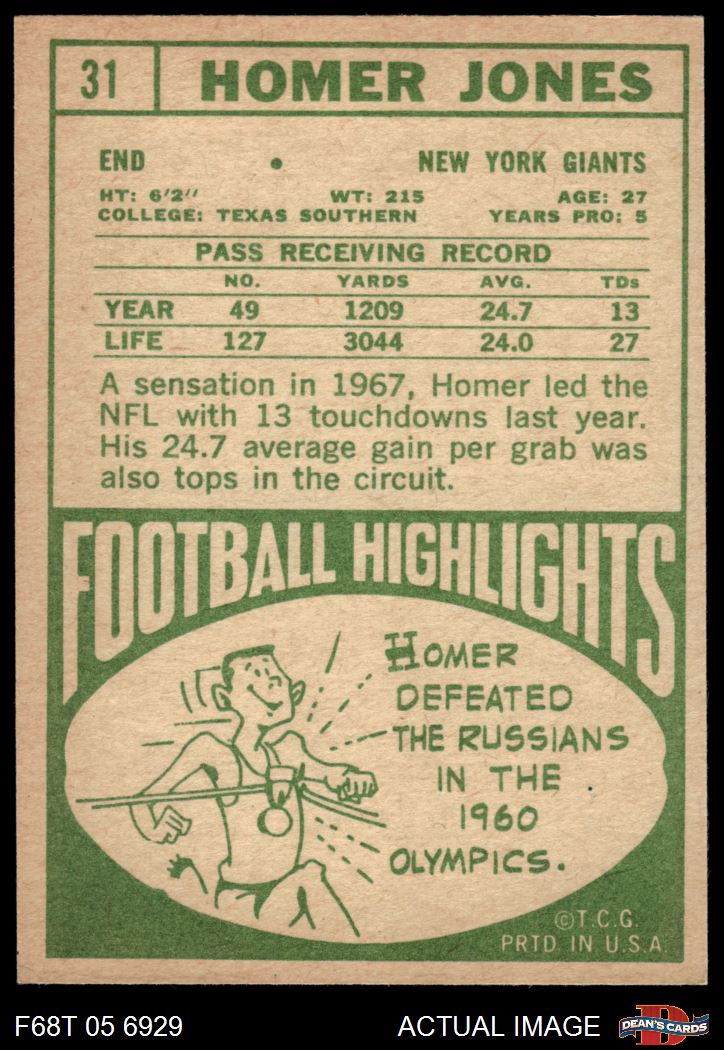 31 HOMER JONES
END • NEW YORK GIANTS
HT: 6'2" WT: 215 AGE: 27
COLLEGE: TEXAS SOUTHERN YEARS PRO: 5
PASS RECEIVING RECORD
NO. YARDS AVG. TDs
YEAR 49 1209 24.7 13
LIFE 127 3044 24.0 27
A sensation in 1967, Homer led the
NFL with 13 touchdowns last year.
His 24.7 average gain per grab was
also tops in the circuit.
FOOTBALL HIGHLIGHTS
HOMER
DEFEATED
THE RUSSIANS
IN THE
1960
OLYMPICS.
©T.C.G.
PRTD IN U.S.A
F68T 05 6929 ACTUAL IMAGE D
DEAN'S CARDS